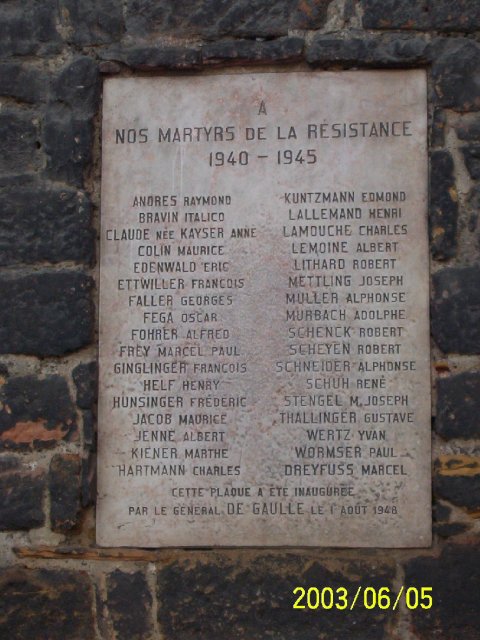 A
NOS MARTYRS DE LA RÉSISTANCE
1940 – 1945
ANDRES RAYMOND
BRAVIN ITALICO
CLAUDE NÉE KAYSER ANNE
COLIN MAURICE
EDENWALD ERIC
ETTWILLER FRANÇOIS
FALLER GEORGES
FEGA OSCAR
FOHRER ALFRED
FREY MARCEL PAUL
GINGLINGER FRANÇOIS
HELF HENRY
HUNSINGER FRÉDÉRIC
JACOB MAURICE
JENNE ALBERT
KIENER MARTHE
HARTMANN CHARLES
KUNTZMANN EDMOND
LALLEMAND HENRI
LAMOUCHE CHARLES
LEMOINE ALBERT
LITHARD ROBERT
METTLING JOSEPH
MULLER ALPHONSE
MURBACH ADOLPHE
SCHENCK ROBERT
SCHEYEN ROBERT
SCHNEIDER ALPHONSE
SCHUH RENÉ
STENGEL M. JOSEPH
THALLINGER GUSTAVE
WERTZ YVAN
WORMSER PAUL
DREYFUSS MARCEL
CETTE PLAQUE A ÉTÉ INAUGURÉE
PAR LE GÉNÉRAL DE GAULLE LE 1 AOUT 1948
2003/06/05